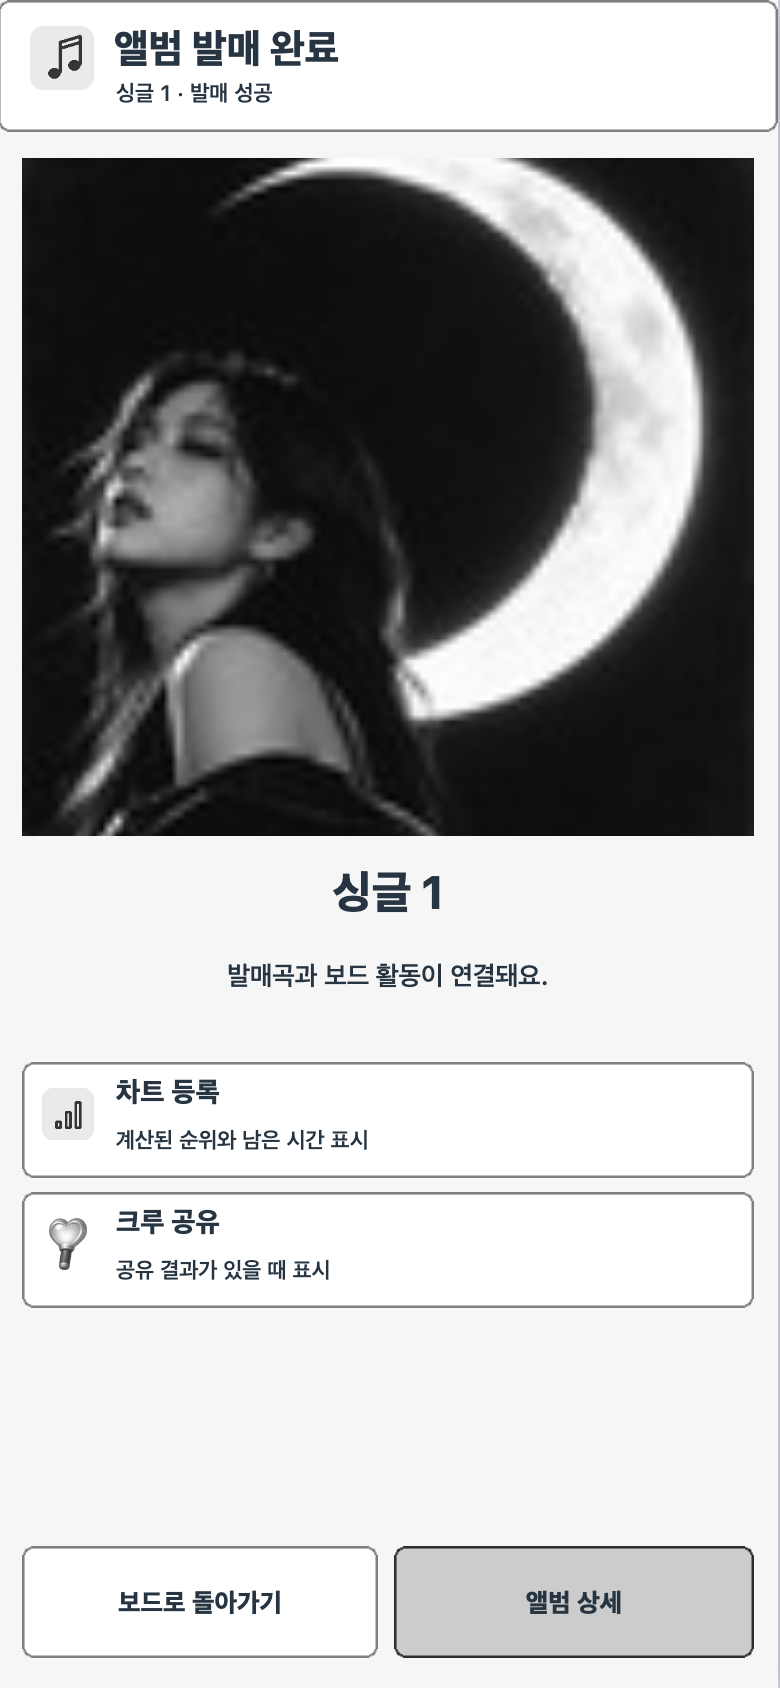 앨범 발매 완료
싱글 1 · 발매 성공
싱글 1
발매곡과 보드 활동이 연결돼요.
차트 등록
계산된 순위와 남은 시간 표시
크루 공유
공유 결과가 있을 때 표시
보드로 돌아가기
앨범 상세